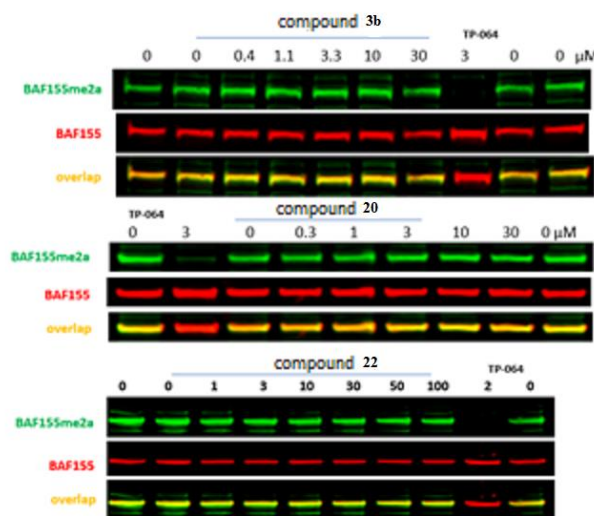 compound 3b TP-064
0 0 0.4 1.1 3.3 10 30 3 0 0 μM
BAF155me2a
BAF155
overlap
TP-064 compound 20
0 3 0 0.3 1 3 10 30 0 μM
BAF155me2a
BAF155
overlap
compound 22 TP-064
0 0 1 3 10 30 50 100 2 0
BAF155me2a
BAF155
overlap